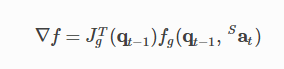 ∇f = J_g^T(q_{t−1})f_g(q_{t−1}, ^S a_t)